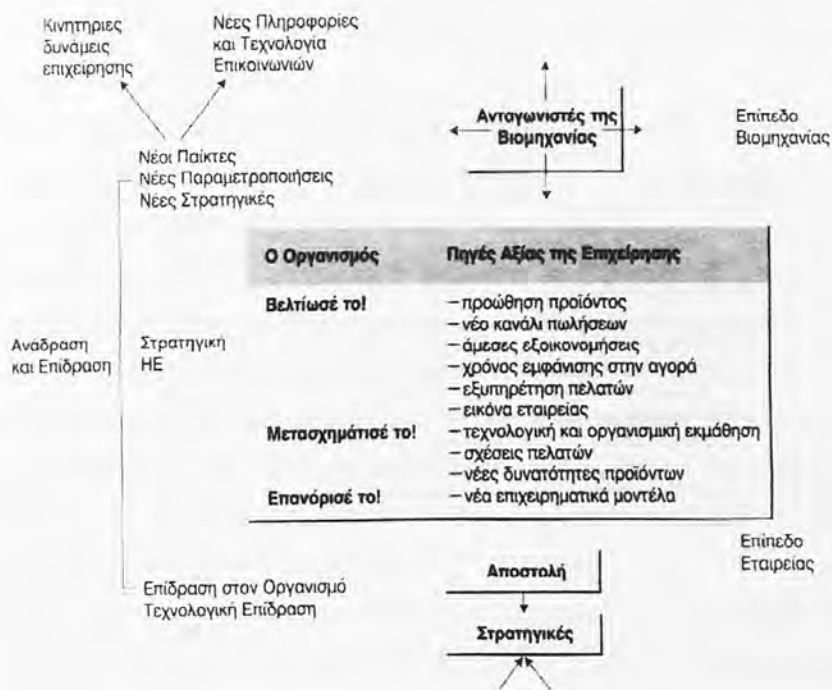 Κινητήριες
δυνάμεις
επιχείρησης
Νέες Πληροφορίες
και Τεχνολογία
Επικοινωνιών
Ανταγωνιστές της
Βιομηχανίας
Επίπεδο
Βιομηχανίας
Νέοι Παίκτες
Νέες Παραμετροποιήσεις
Νέες Στρατηγικές
Ο Οργανισμός Πηγές Αξίας της Επιχείρησης
Βελτίωσέ το! – προώθηση προϊόντος
– νέο κανάλι πωλήσεων
– άμεσες εξοικονομήσεις
– χρόνος εμφάνισης στην αγορά
– εξυπηρέτηση πελατών
– εικόνα εταιρείας
Μετασχημάτισέ το! – τεχνολογική και οργανισμική εκμάθηση
– σχέσεις πελατών
– νέες δυνατότητες προϊόντων
Επανόρισέ το! – νέα επιχειρηματικά μοντέλα
Ανάδραση
και Επίδραση
Στρατηγική
ΗΕ
Επίπεδο
Εταιρείας
Αποστολή
Επίδραση στον Οργανισμό
Τεχνολογική Επίδραση
Στρατηγικές